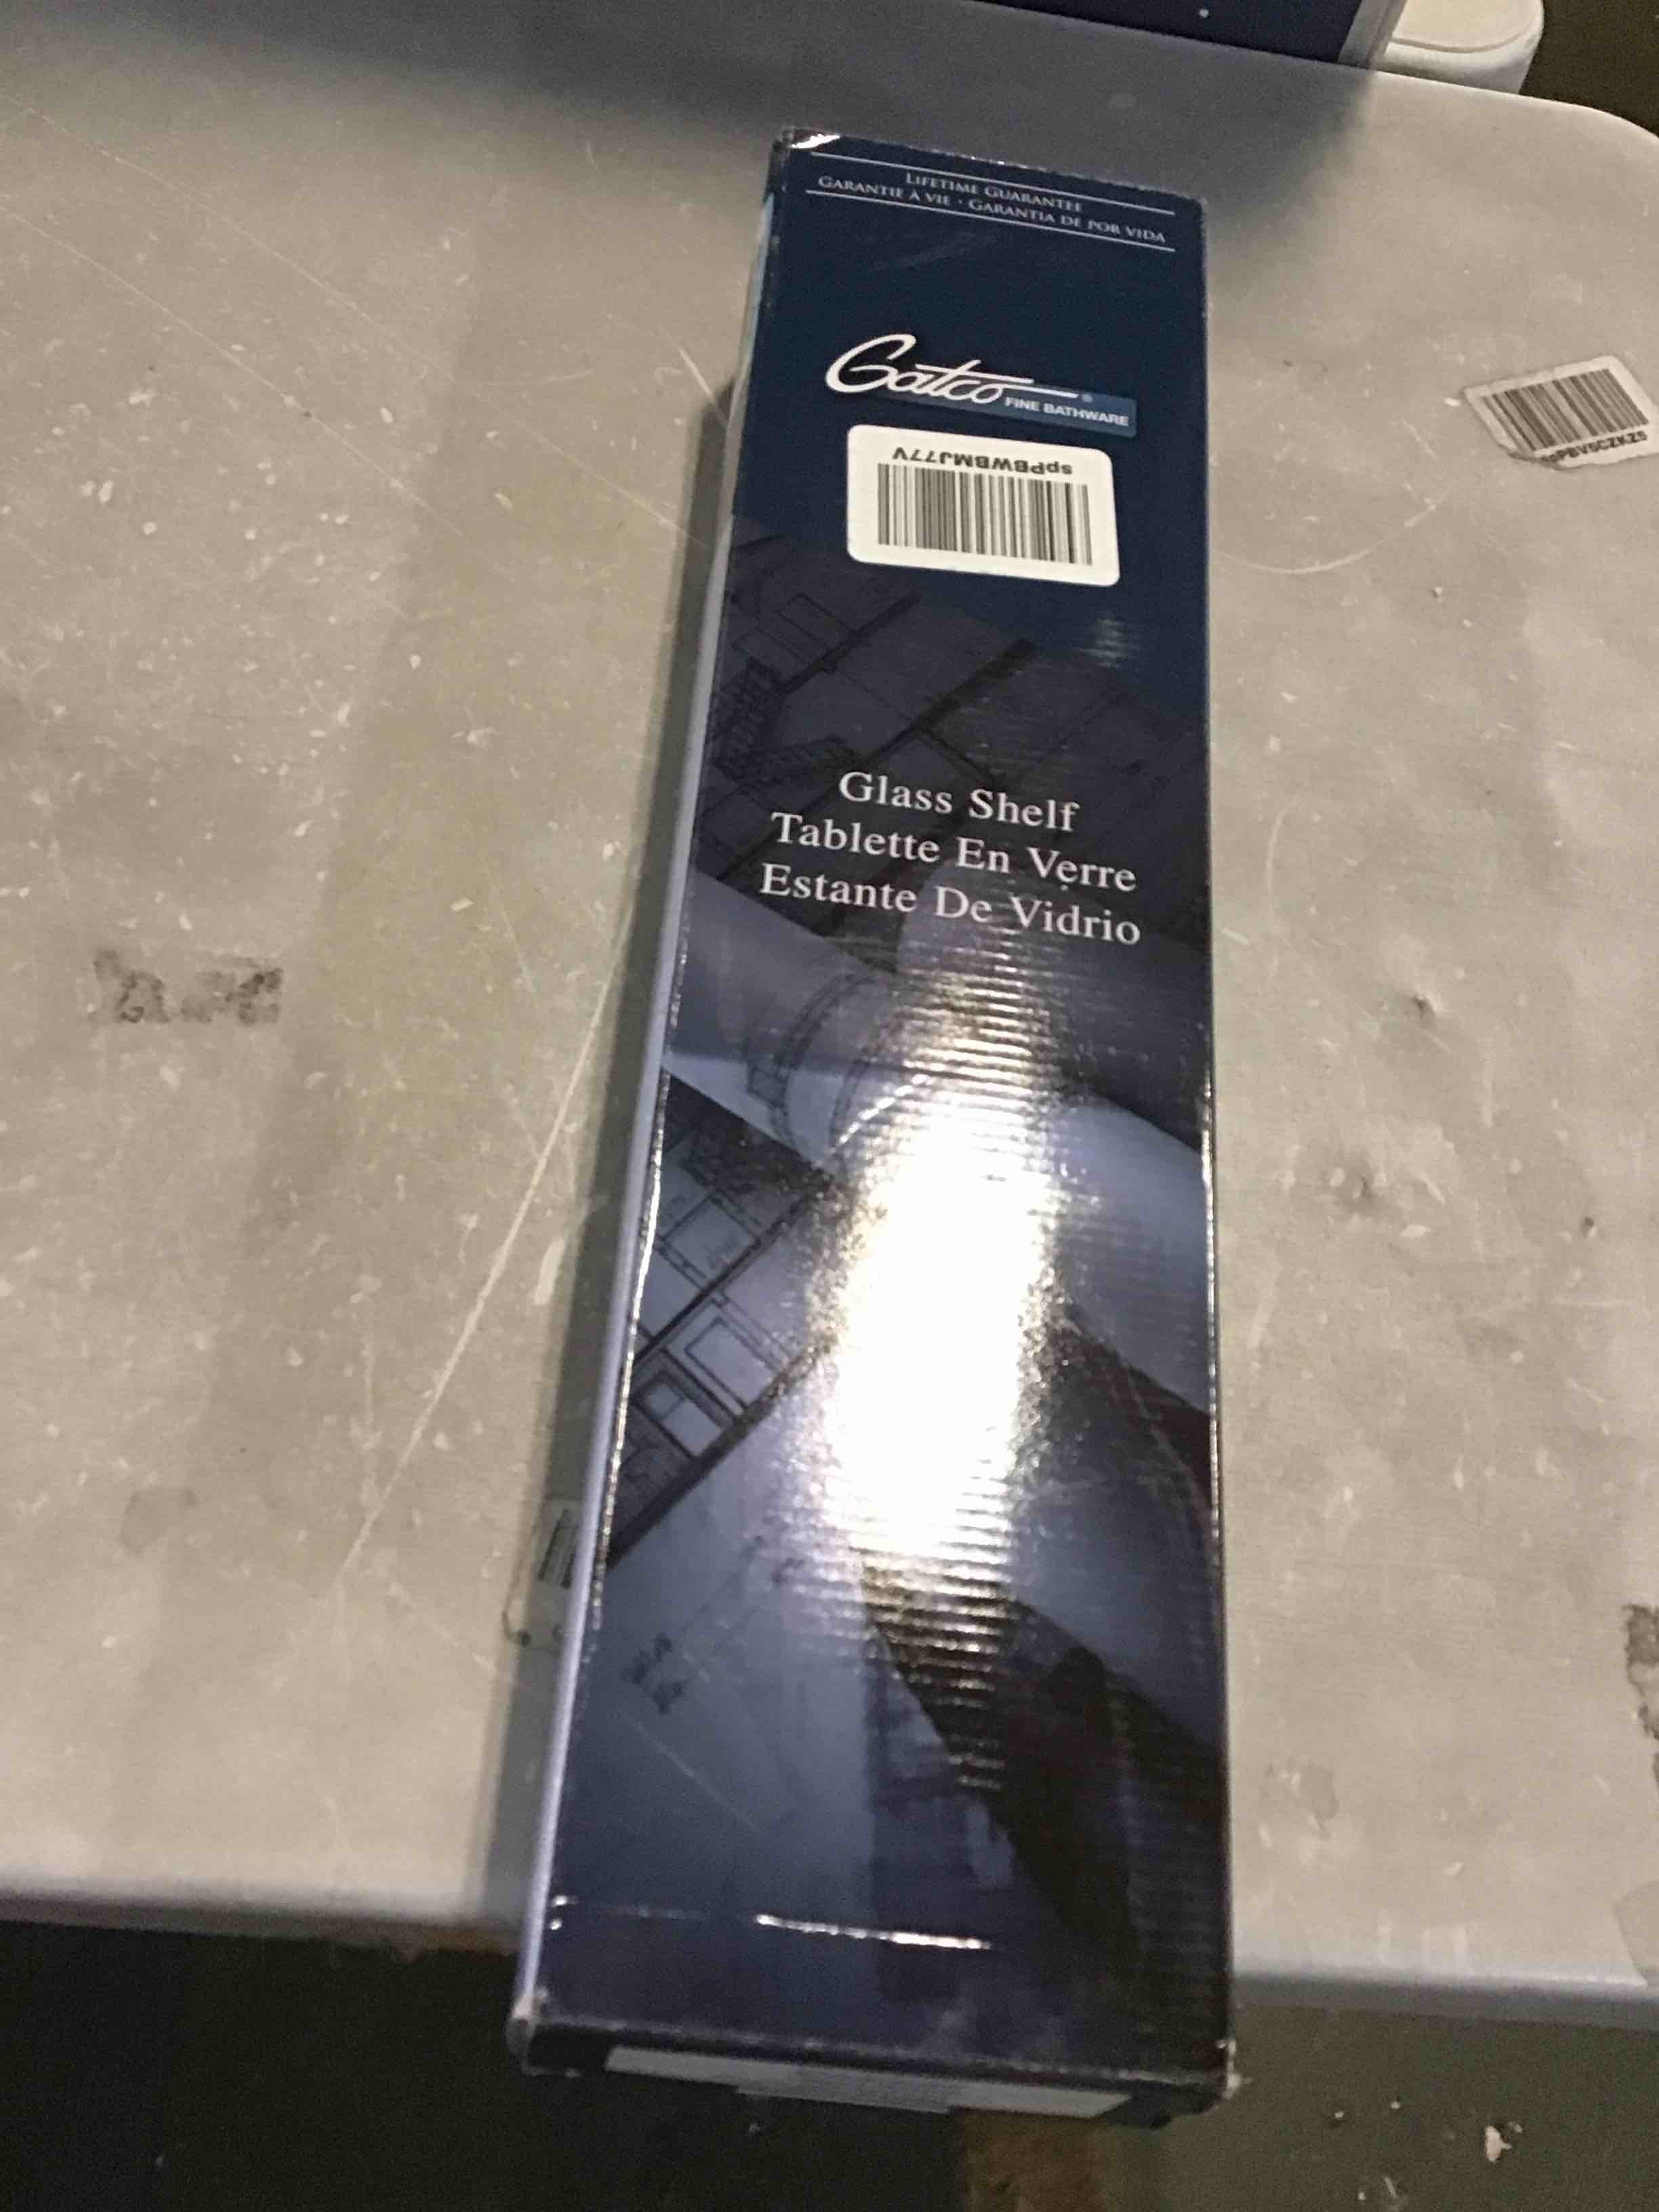 LIFETIME GUARANTEE
GARANTIE À VIE · GARANTIA DE POR VIDA
Gatco®
FINE BATHWARE
spPBWBMJ77V
Glass Shelf
Tablette En Verre
Estante De Vidrio